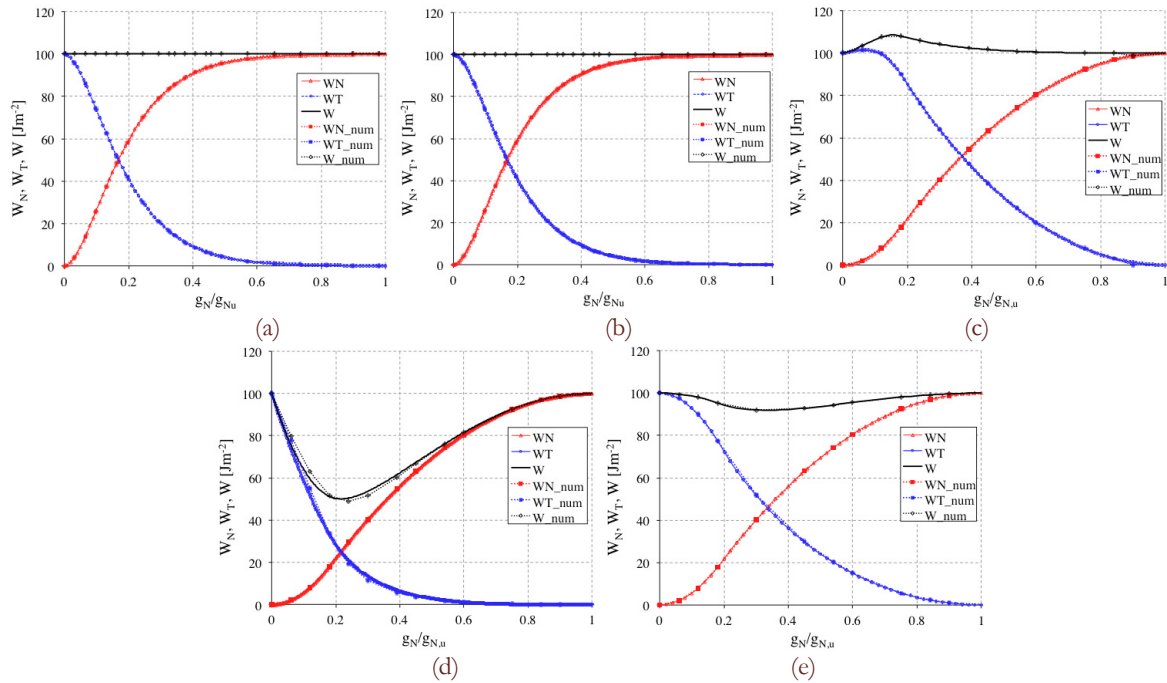 W_N, W_T, W [Jm⁻²]
120
100
80
60
40
20
0
WN
WT
W
WN_num
WT_num
W_num
0 0.2 0.4 0.6 0.8 1
g_N/g_Nu
(a)
W_N, W_T, W [Jm⁻²]
120
100
80
60
40
20
0
WN
WT
W
WN_num
WT_num
W_num
0 0.2 0.4 0.6 0.8 1
g_N/g_Nu
(b)
W_N, W_T, W [Jm⁻²]
120
100
80
60
40
20
0
WN
WT
W
WN_num
WT_num
W_num
0 0.2 0.4 0.6 0.8 1
g_N/g_N,u
(c)
W_N, W_T, W [Jm⁻²]
120
100
80
60
40
20
0
WN
WT
W
WN_num
WT_num
W_num
0 0.2 0.4 0.6 0.8 1
g_N/g_N,u
(d)
W_N, W_T, W [Jm⁻²]
120
100
80
60
40
20
0
WN
WT
W
WN_num
WT_num
W_num
0 0.2 0.4 0.6 0.8 1
g_N/g_N,u
(e)